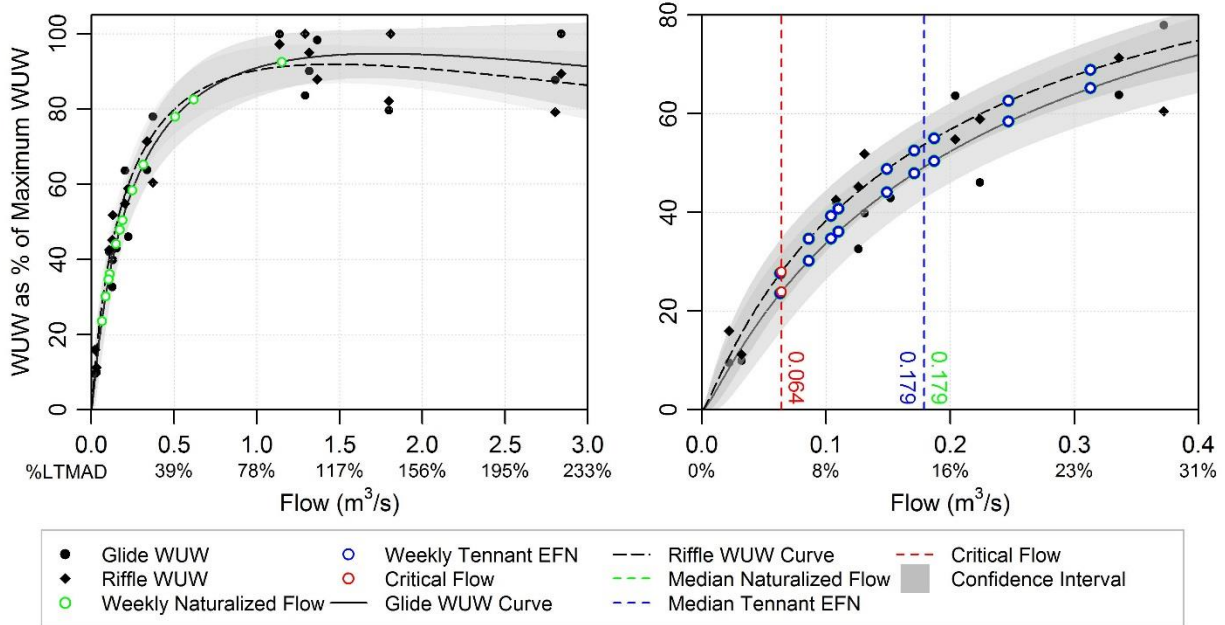 WUW as % of Maximum WUW
100
80
60
40
20
0
0.0 0.5 1.0 1.5 2.0 2.5 3.0
%LTMAD 39% 78% 117% 156% 195% 233%
Flow (m³/s)
80
60
40
20
0
0.064
0.179
0.179
0.0 0.1 0.2 0.3 0.4
0% 8% 16% 23% 31%
Flow (m³/s)
Glide WUW
Riffle WUW
Weekly Naturalized Flow
Weekly Tennant EFN
Critical Flow
Glide WUW Curve
Riffle WUW Curve
Median Naturalized Flow
Median Tennant EFN
Critical Flow
Confidence Interval